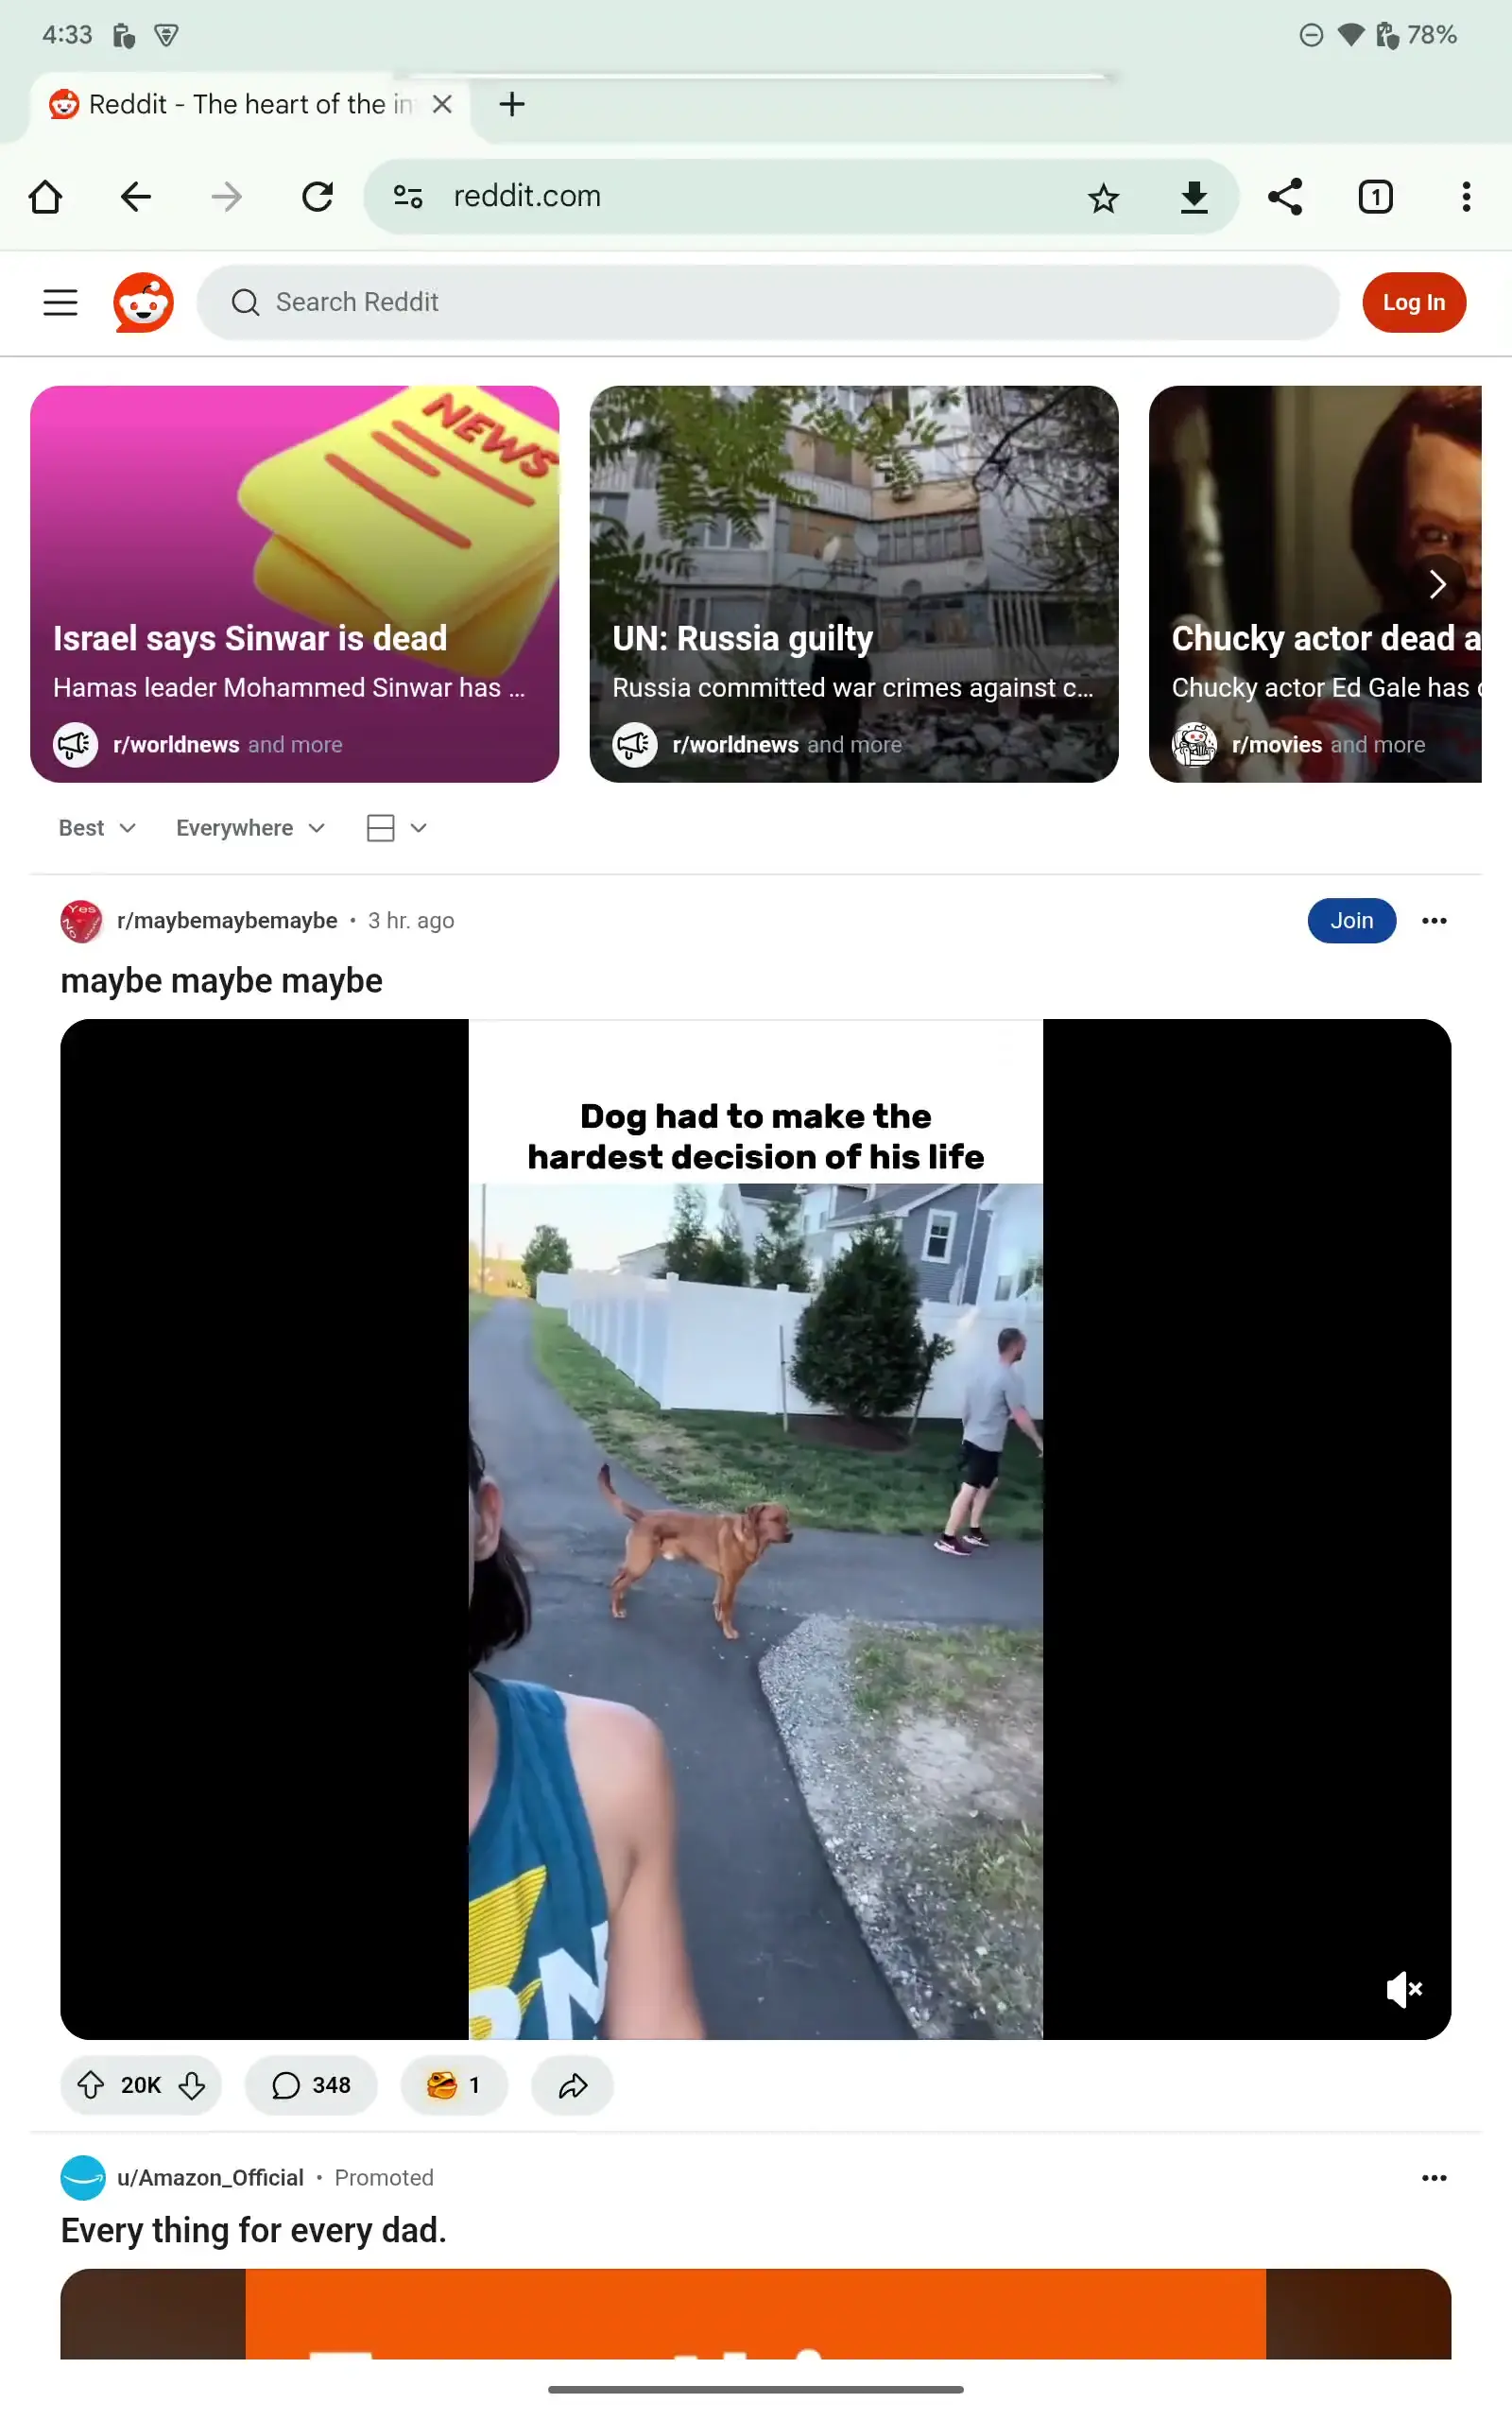 4:33
78%
Reddit - The heart of the in
reddit.com
1
Search Reddit
Log In
NEWS
Israel says Sinwar is dead
Hamas leader Mohammed Sinwar has ...
r/worldnews and more
UN: Russia guilty
Russia committed war crimes against c...
r/worldnews and more
Chucky actor dead a
Chucky actor Ed Gale has
r/movies and more
Best
Everywhere
Yes
NO
r/maybemaybemaybe • 3 hr. ago
Join
maybe maybe maybe
Dog had to make the
hardest decision of his life
20K
348
1
u/Amazon_Official • Promoted
Every thing for every dad.